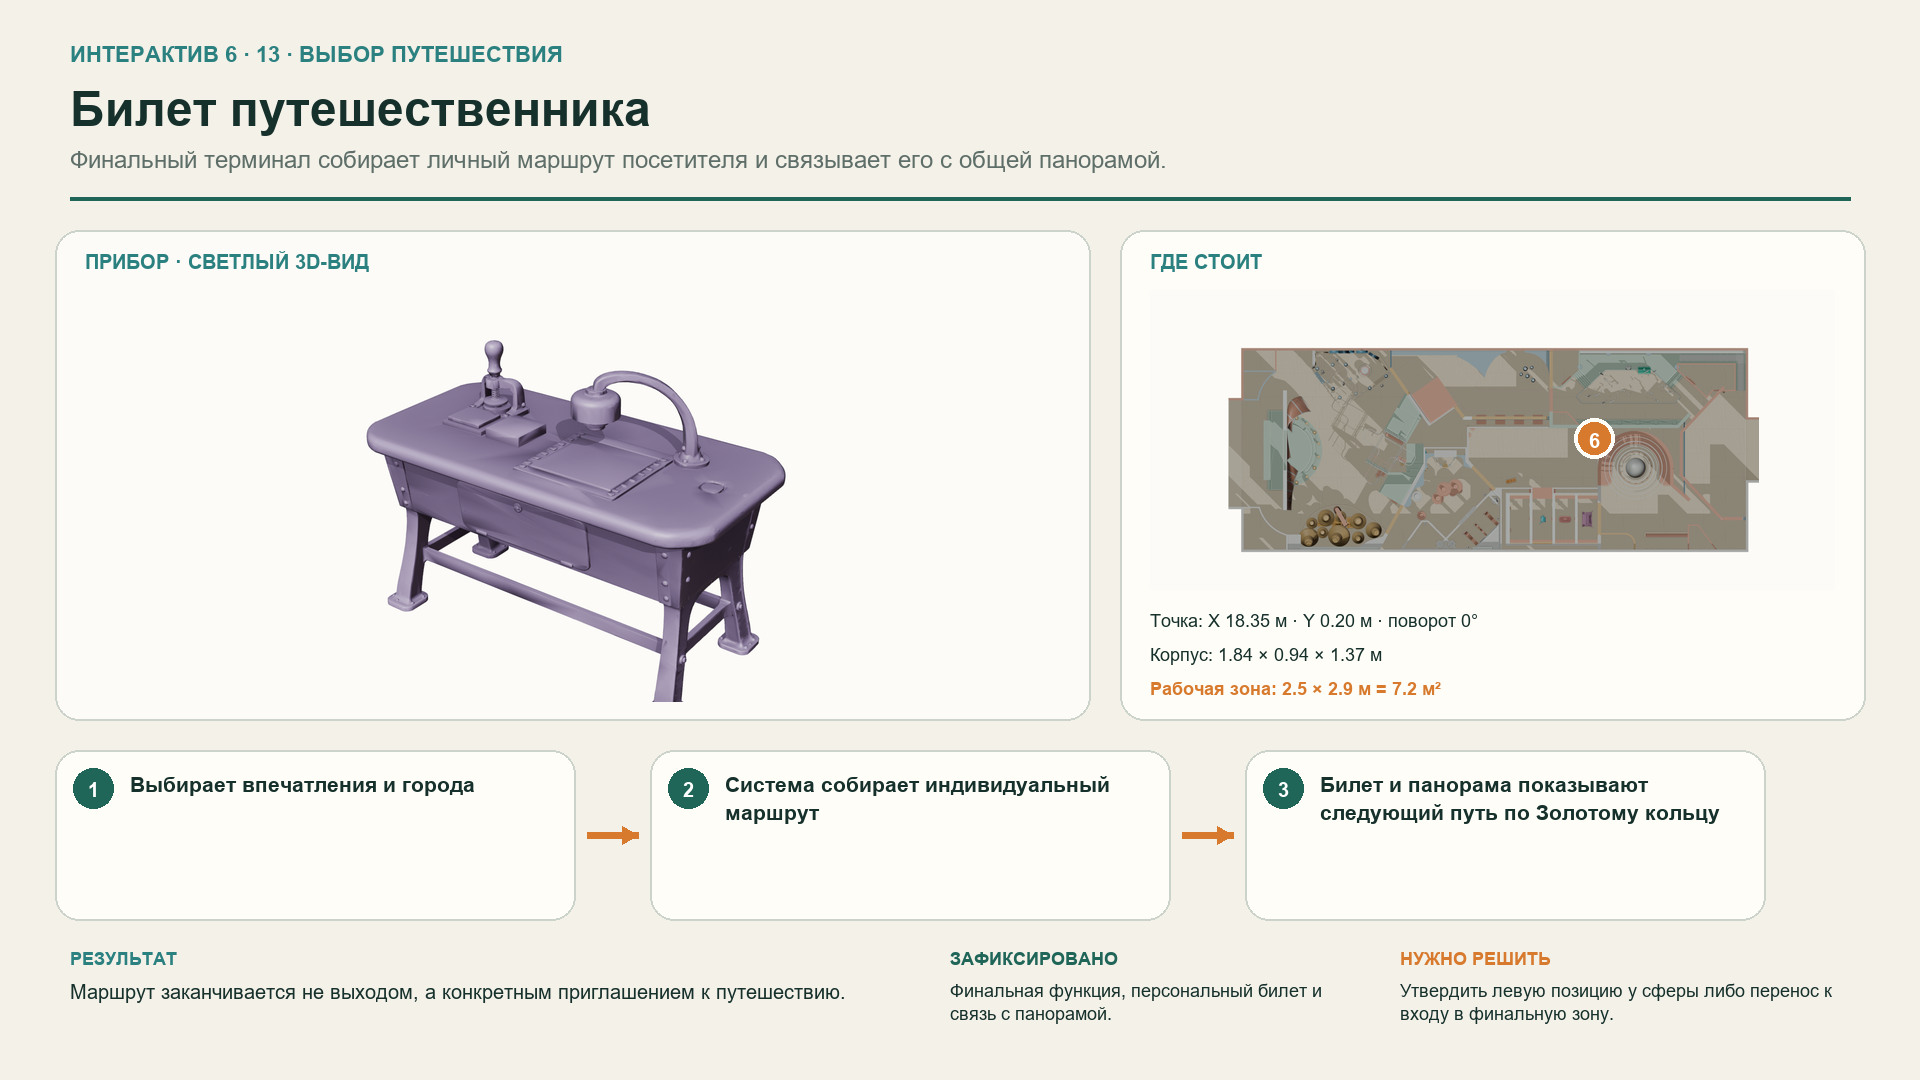 ИНТЕРАКТИВ 6 · 13 · ВЫБОР ПУТЕШЕСТВИЯ
Билет путешественника
Финальный терминал собирает личный маршрут посетителя и связывает его с общей панорамой.
ПРИБОР · СВЕТЛЫЙ 3D-ВИД
ГДЕ СТОИТ
6
Точка: X 18.35 м · Y 0.20 м · поворот 0°
Корпус: 1.84 × 0.94 × 1.37 м
Рабочая зона: 2.5 × 2.9 м = 7.2 м²
1
Выбирает впечатления и города
2
Система собирает индивидуальный
маршрут
3
Билет и панорама показывают
следующий путь по Золотому кольцу
РЕЗУЛЬТАТ
Маршрут заканчивается не выходом, а конкретным приглашением к путешествию.
ЗАФИКСИРОВАНО
Финальная функция, персональный билет и
связь с панорамой.
НУЖНО РЕШИТЬ
Утвердить левую позицию у сферы либо перенос к
входу в финальную зону.